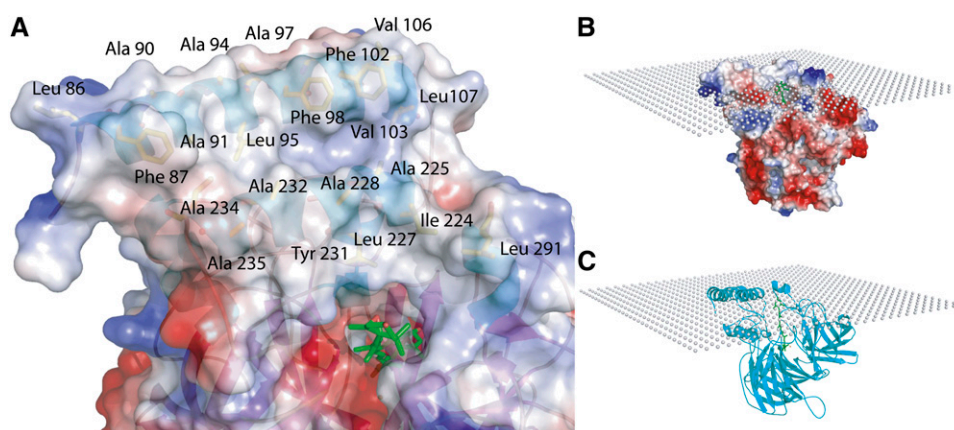 A
Ala 90
Ala 94
Ala 97
Val 106
Phe 102
Leu 86
Leu107
Phe 98
Val 103
Ala 91
Leu 95
Ala 225
Phe 87
Ala 232
Ala 228
Ala 234
Ile 224
Leu 227
Tyr 231
Leu 291
Ala 235
B
C